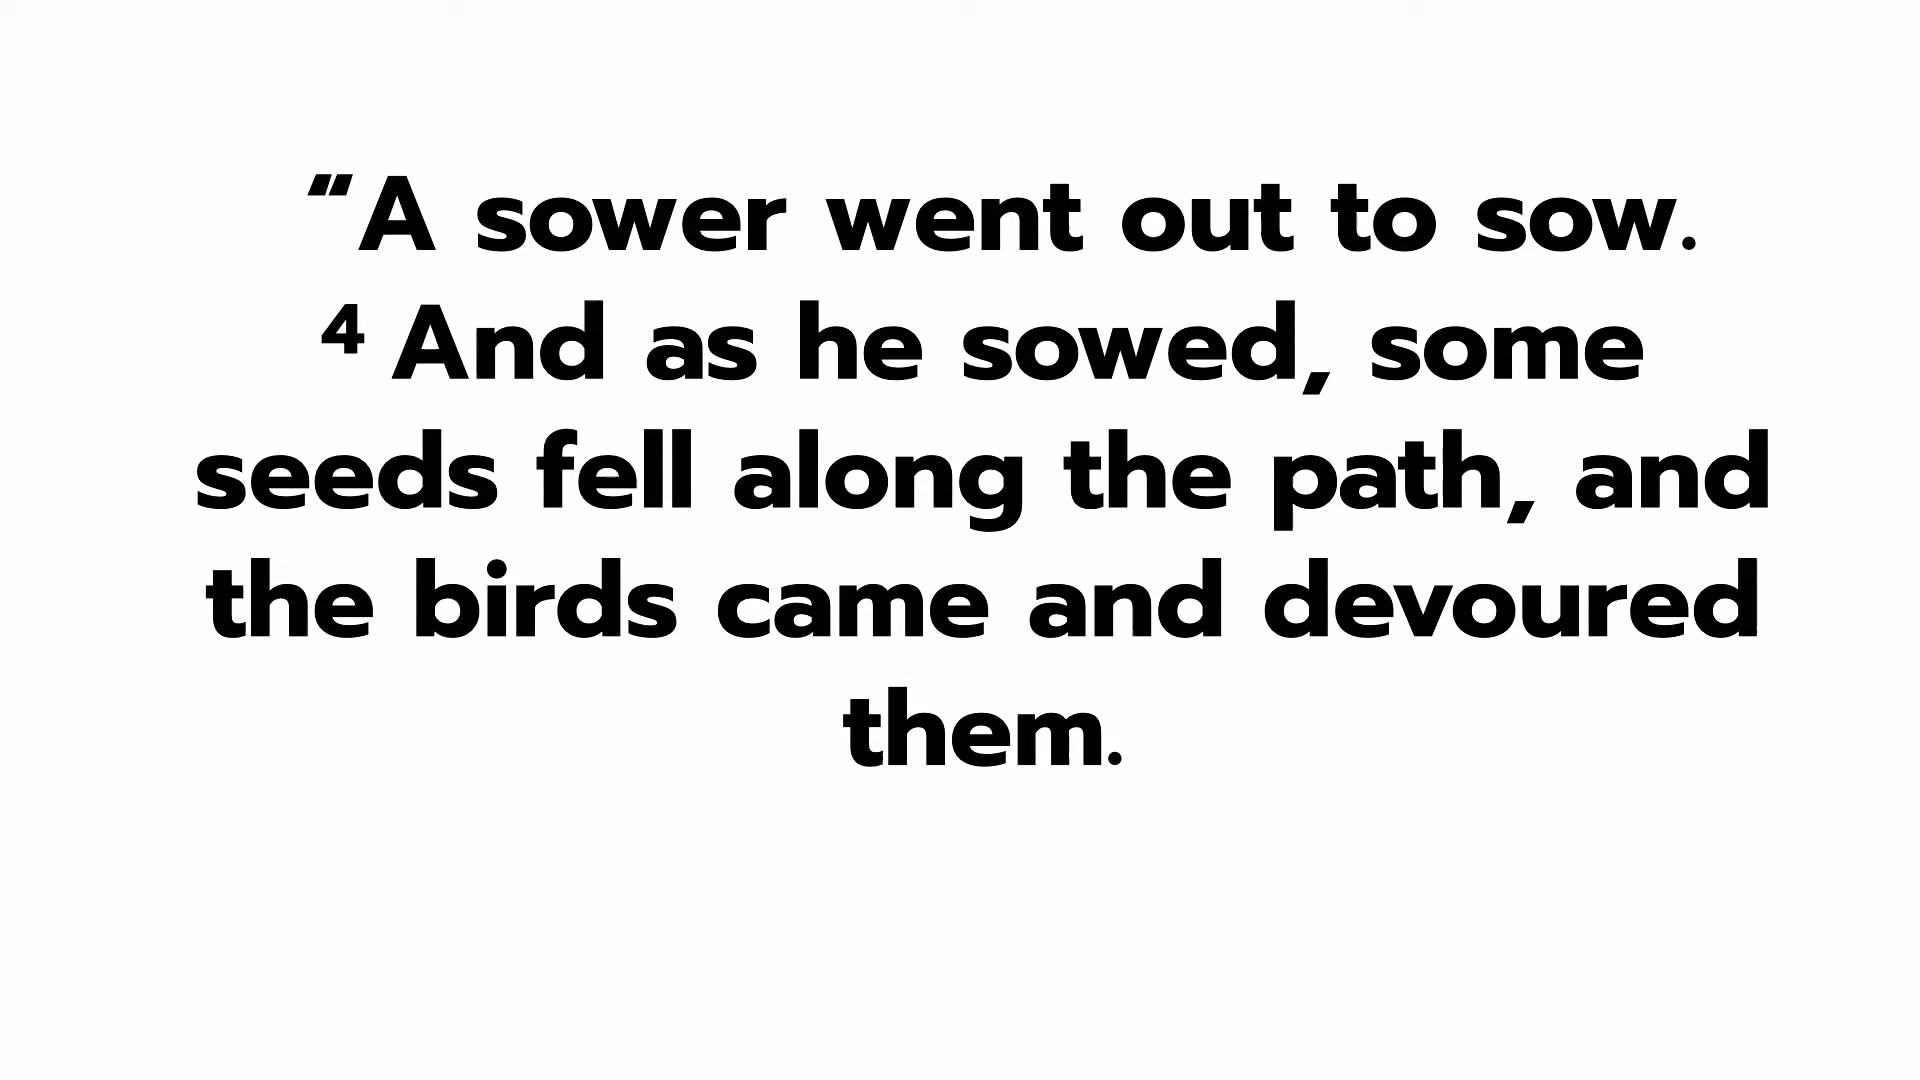 “A sower went out to sow.
⁴ And as he sowed, some
seeds fell along the path, and
the birds came and devoured
them.